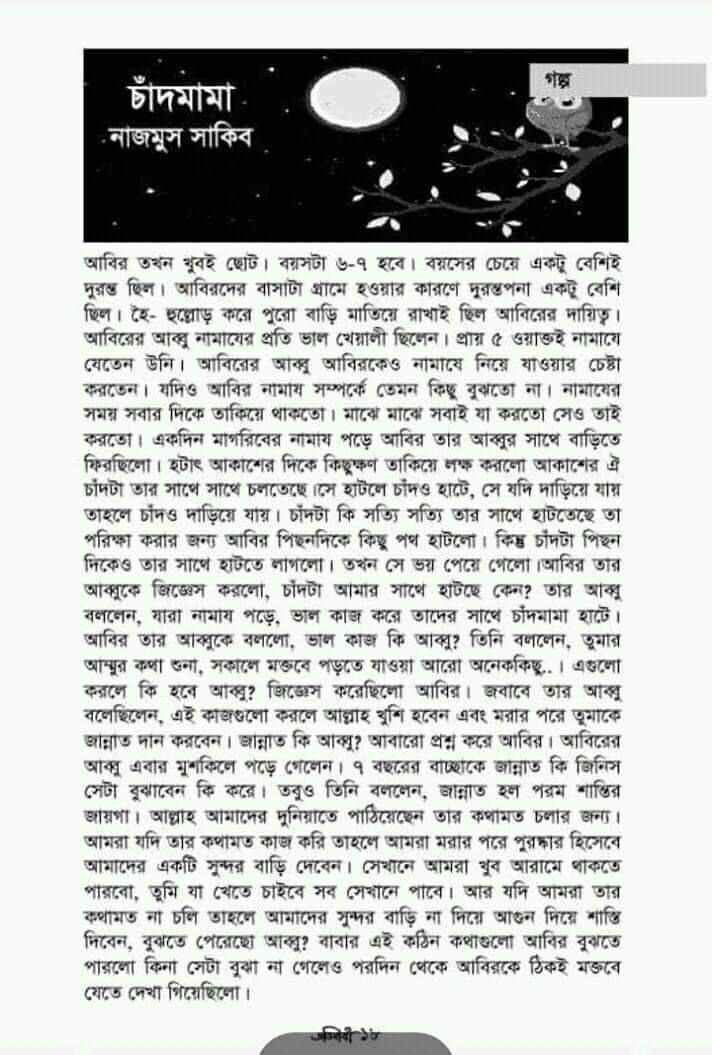 গল্প
চাঁদমামা
নাজমুস সাকিব
আবির তখন খুবই ছোট। বয়সটা ৬-৭ হবে। বয়সের চেয়ে একটু বেশিই
দুরন্ত ছিল। আবিরদের বাসাটা গ্রামে হওয়ার কারণে দুরন্তপনা একটু বেশি
ছিল। হৈ- হুল্লোড় করে পুরো বাড়ি মাতিয়ে রাখাই ছিল আবিরের দায়িত্ব।
আবিরের আব্বু নামাযের প্রতি ভাল খেয়ালী ছিলেন। প্রায় ৫ ওয়াক্তই নামাযে
যেতেন উনি। আবিরের আব্বু আবিরকেও নামাযে নিয়ে যাওয়ার চেষ্টা
করতেন। যদিও আবির নামায সম্পর্কে তেমন কিছু বুঝতো না। নামাযের
সময় সবার দিকে তাকিয়ে থাকতো। মাঝে মাঝে সবাই যা করতো সেও তাই
করতো। একদিন মাগরিবের নামায পড়ে আবির তার আব্বুর সাথে বাড়িতে
ফিরছিলো। হটাৎ আকাশের দিকে কিছুক্ষণ তাকিয়ে লক্ষ করলো আকাশের ঐ
চাঁদটা তার সাথে সাথে চলতেছে।সে হাটলে চাঁদও হাটে, সে যদি দাড়িয়ে যায়
তাহলে চাঁদও দাড়িয়ে যায়। চাঁদটা কি সত্যি সত্যি তার সাথে হাটতেছে তা
পরিক্ষা করার জন্য আবির পিছনদিকে কিছু পথ হাটলো। কিন্তু চাঁদটা পিছন
দিকেও তার সাথে হাটতে লাগলো। তখন সে ভয় পেয়ে গেলো।আবির তার
আব্বুকে জিজ্ঞেস করলো, চাঁদটা আমার সাথে হাটছে কেন? তার আব্বু
বললেন, যারা নামায পড়ে, ভাল কাজ করে তাদের সাথে চাঁদমামা হাটে।
আবির তার আব্বুকে বললো, ভাল কাজ কি আব্বু? তিনি বললেন, তুমার
আম্মুর কথা শুনা, সকালে মক্তবে পড়তে যাওয়া আরো অনেককিছু..। এগুলো
করলে কি হবে আব্বু? জিজ্ঞেস করেছিলো আবির। জবাবে তার আব্বু
বলেছিলেন, এই কাজগুলো করলে আল্লাহ খুশি হবেন এবং মরার পরে তুমাকে
জান্নাত দান করবেন। জান্নাত কি আব্বু? আবারো প্রশ্ন করে আবির। আবিরের
আব্বু এবার মুশকিলে পড়ে গেলেন। ৭ বছরের বাচ্ছাকে জান্নাত কি জিনিস
সেটা বুঝাবেন কি করে। তবুও তিনি বললেন, জান্নাত হল পরম শান্তির
জায়গা। আল্লাহ আমাদের দুনিয়াতে পাঠিয়েছেন তার কথামত চলার জন্য।
আমরা যদি তার কথামত কাজ করি তাহলে আমরা মরার পরে পুরষ্কার হিসেবে
আমাদের একটি সুন্দর বাড়ি দেবেন। সেখানে আমরা খুব আরামে থাকতে
পারবো, তুমি যা খেতে চাইবে সব সেখানে পাবে। আর যদি আমরা তার
কথামত না চলি তাহলে আমাদের সুন্দর বাড়ি না দিয়ে আগুন দিয়ে শাস্তি
দিবেন, বুঝতে পেরেছো আব্বু? বাবার এই কঠিন কথাগুলো আবির বুঝতে
পারলো কিনা সেটা বুঝা না গেলেও পরদিন থেকে আবিরকে ঠিকই মক্তবে
যেতে দেখা গিয়েছিলো।
১৮